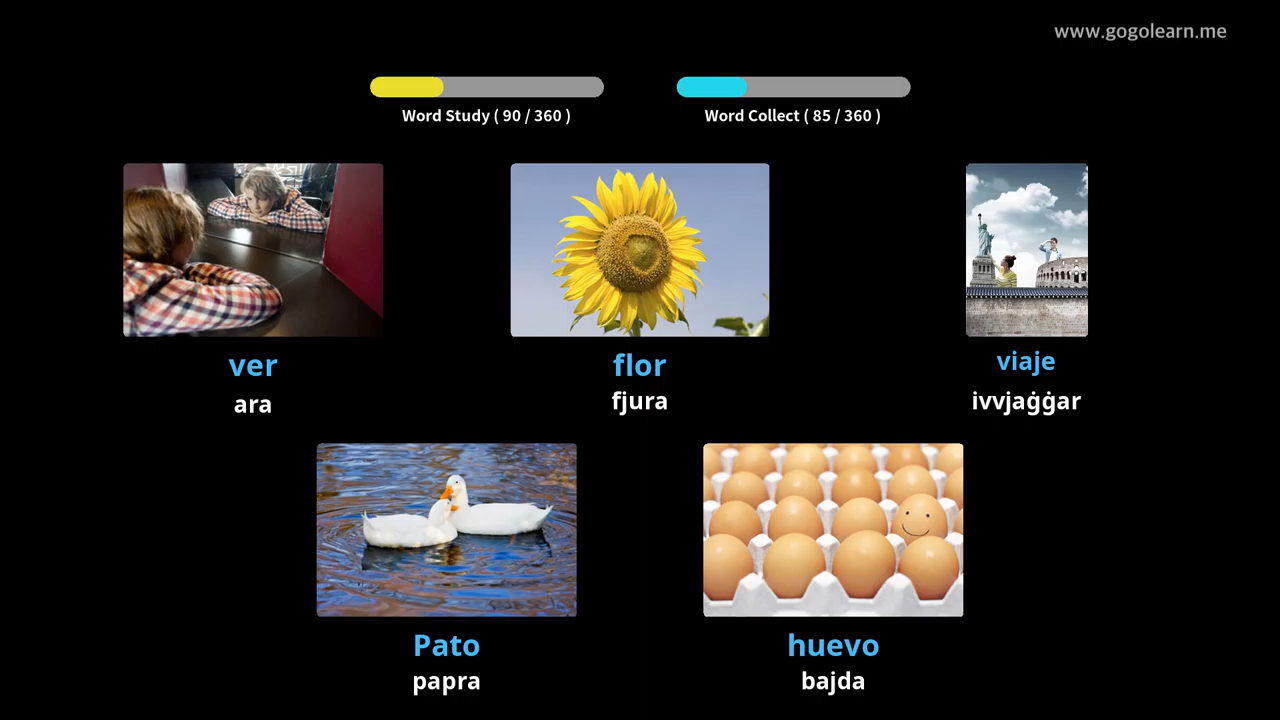 www.gogolearn.me
Word Study ( 90 / 360 )
Word Collect ( 85 / 360 )
ver
ara
flor
fjura
viaje
ivvjaġġar
Pato
papra
huevo
bajda